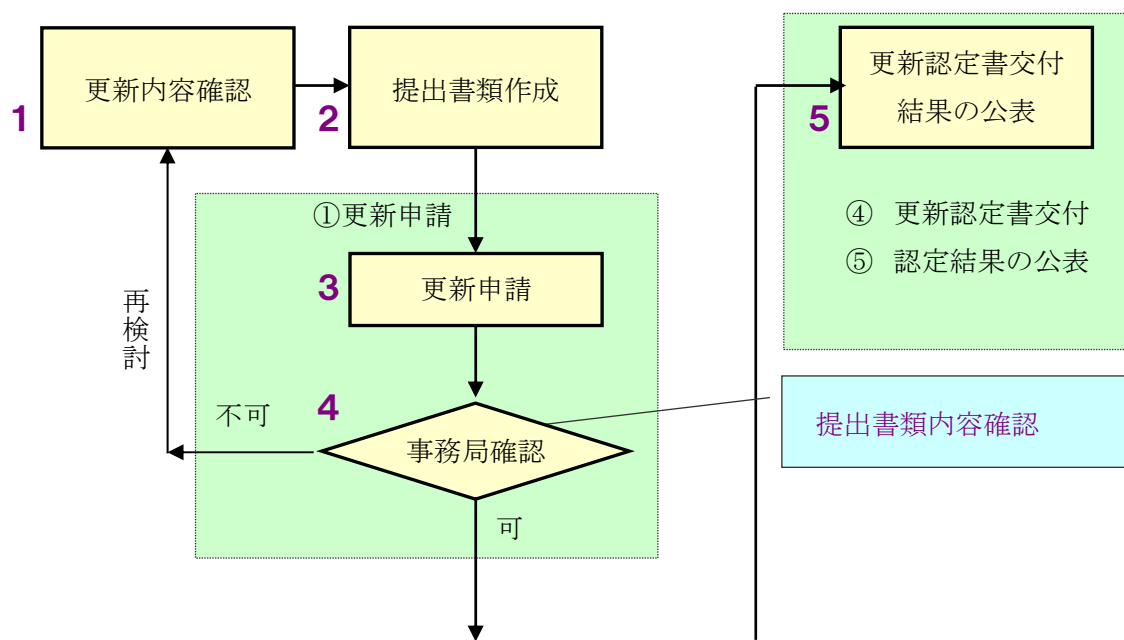 1
更新内容確認
2
提出書類作成
①更新申請
3
更新申請
再検討
不可
4
事務局確認
可
提出書類内容確認
5
更新認定書交付
結果の公表
④ 更新認定書交付
⑤ 認定結果の公表